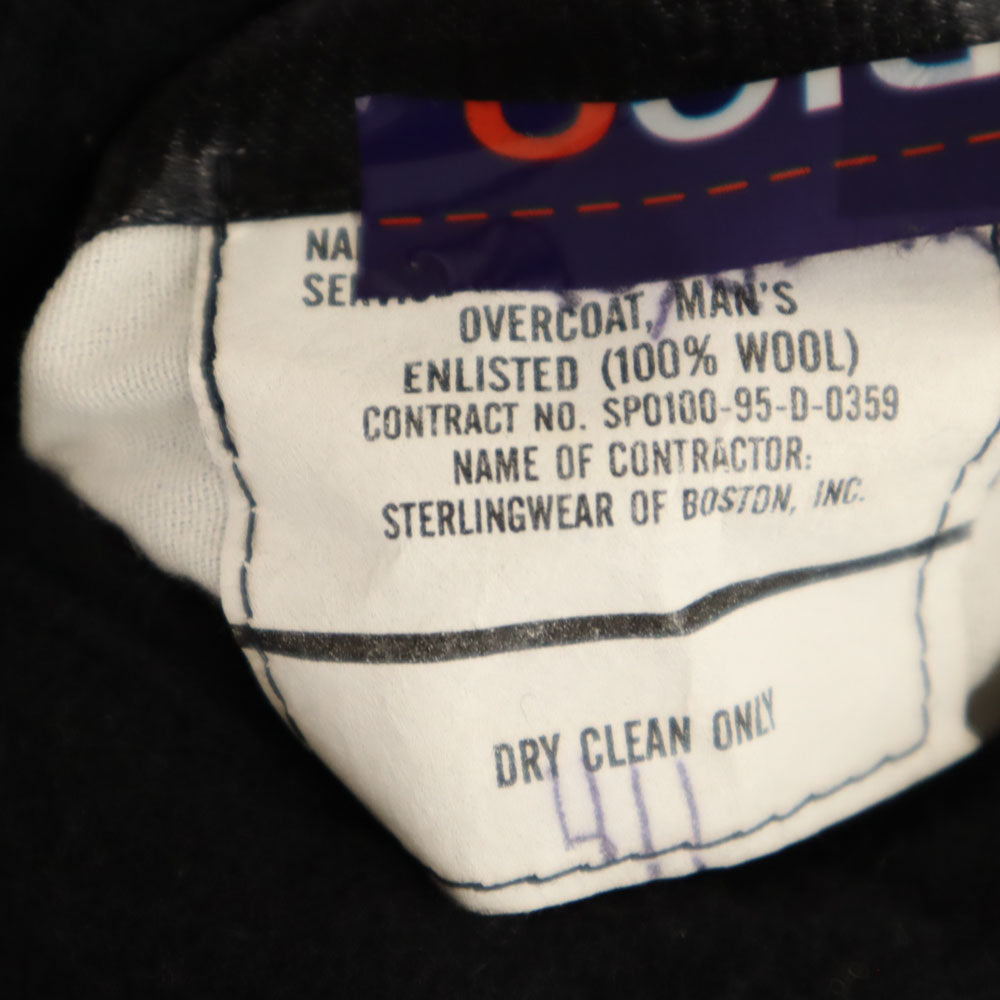 OVERCOAT, MAN'S
ENLISTED (100% WOOL)
CONTRACT NO. SPO100-95-D-0359
NAME OF CONTRACTOR:
STERLINGWEAR OF BOSTON, INC.
DRY CLEAN ONLY